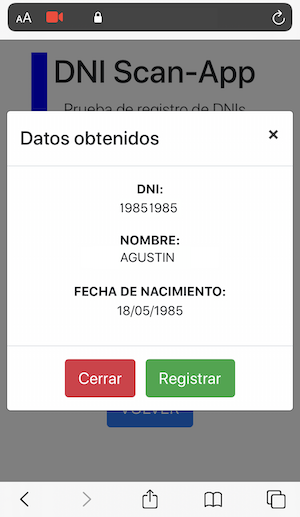 AA
DNI Scan-App
Prueba de registro de DNIs
Datos obtenidos
×
DNI:
19851985
NOMBRE:
AGUSTIN
FECHA DE NACIMIENTO:
18/05/1985
Cerrar
Registrar
VOLVER